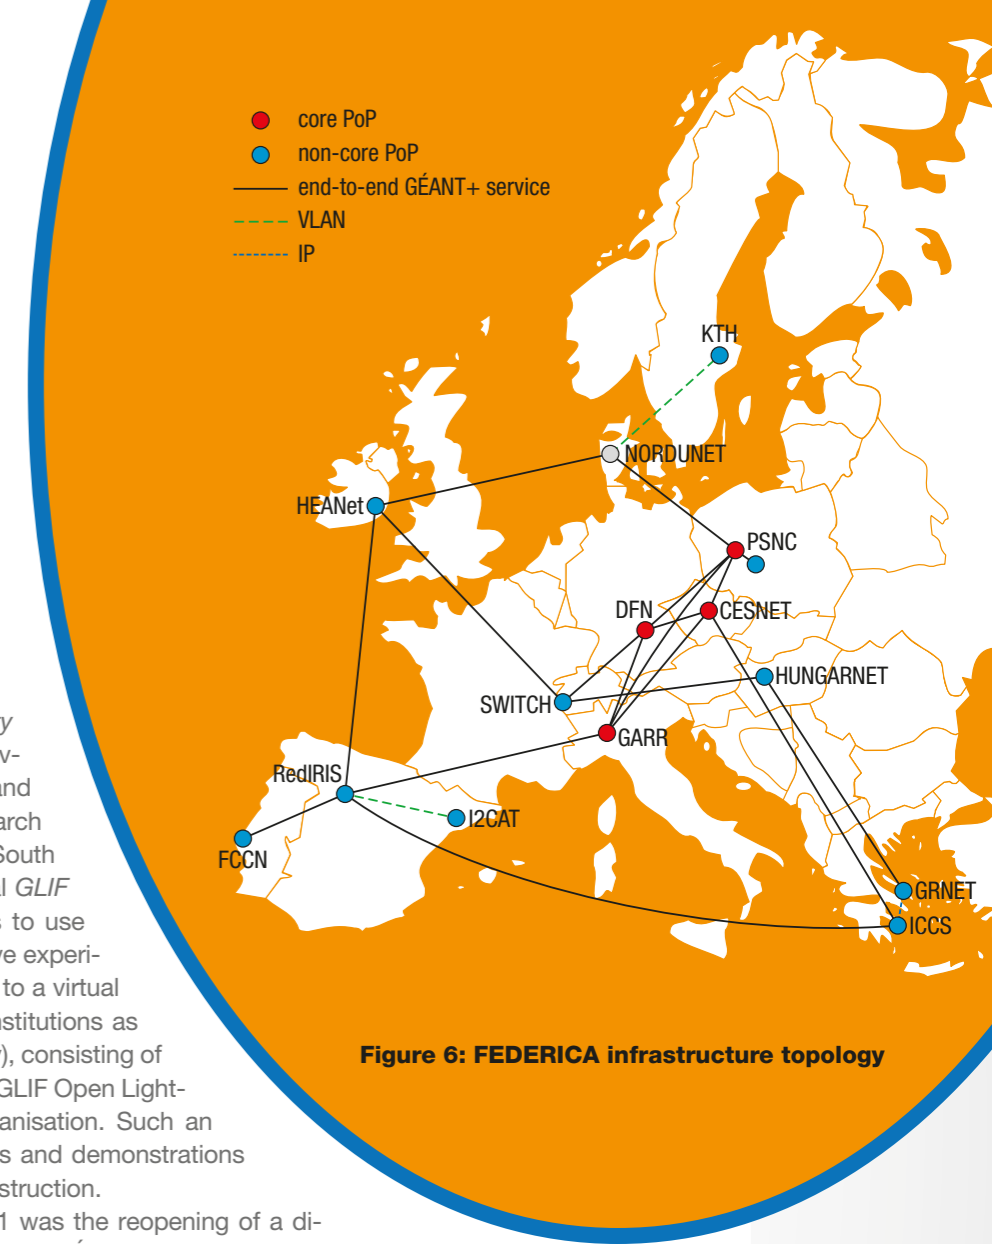 core PoP
non-core PoP
end-to-end GÉANT+ service
VLAN
IP
KTH
NORDUNET
HEANet
PSNC
DFN
CESNET
HUNGARNET
SWITCH
GARR
RedIRIS
I2CAT
FCCN
GRNET
ICCS
Figure 6: FEDERICA infrastructure topology
y
v-
and
arch
South
l GLIF
s to use
ve experi-
to a virtual
nstitutions as
y), consisting of
GLIF Open Light-
anisation. Such an
s and demonstrations
struction.
1 was the reopening of a di-